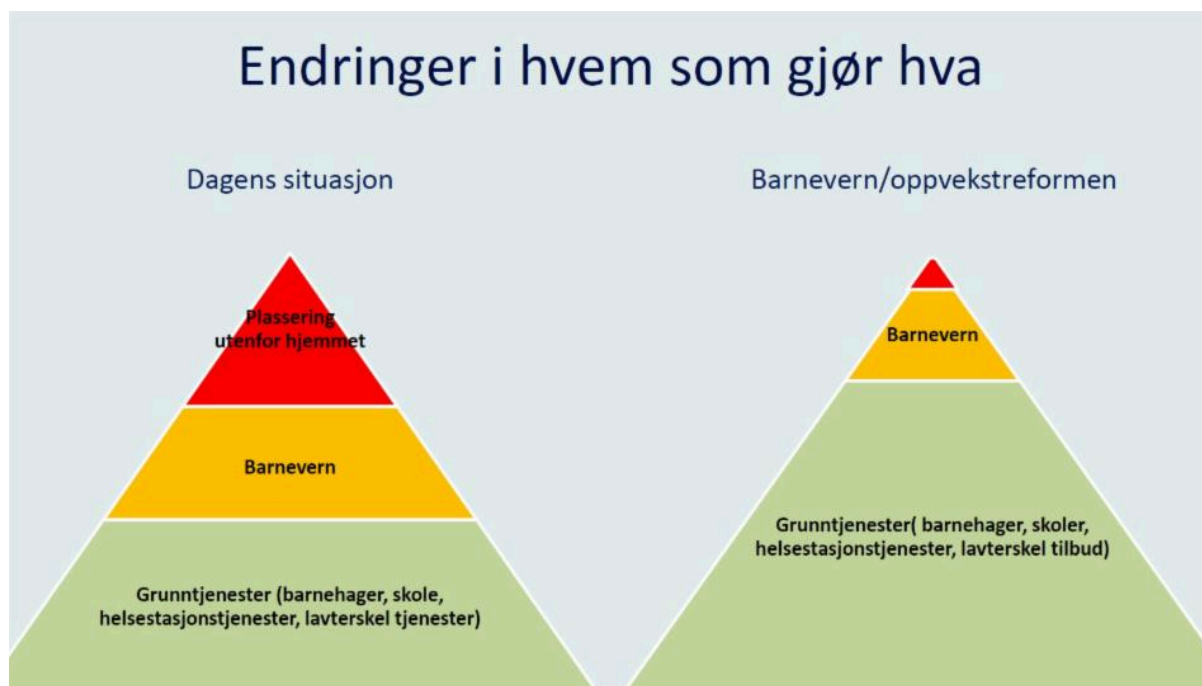 Endringer i hvem som gjør hva
Dagens situasjon
Plassering
utenfor hjemmet
Barnevern
Grunntjenester (barnehager, skole,
helsestasjonstjenester, lavterskel tjenester)
Barnevern/oppvekstreformen
Barnevern
Grunntjenester( barnehager, skoler,
helsestasjonstjenester, lavterskel tilbud)